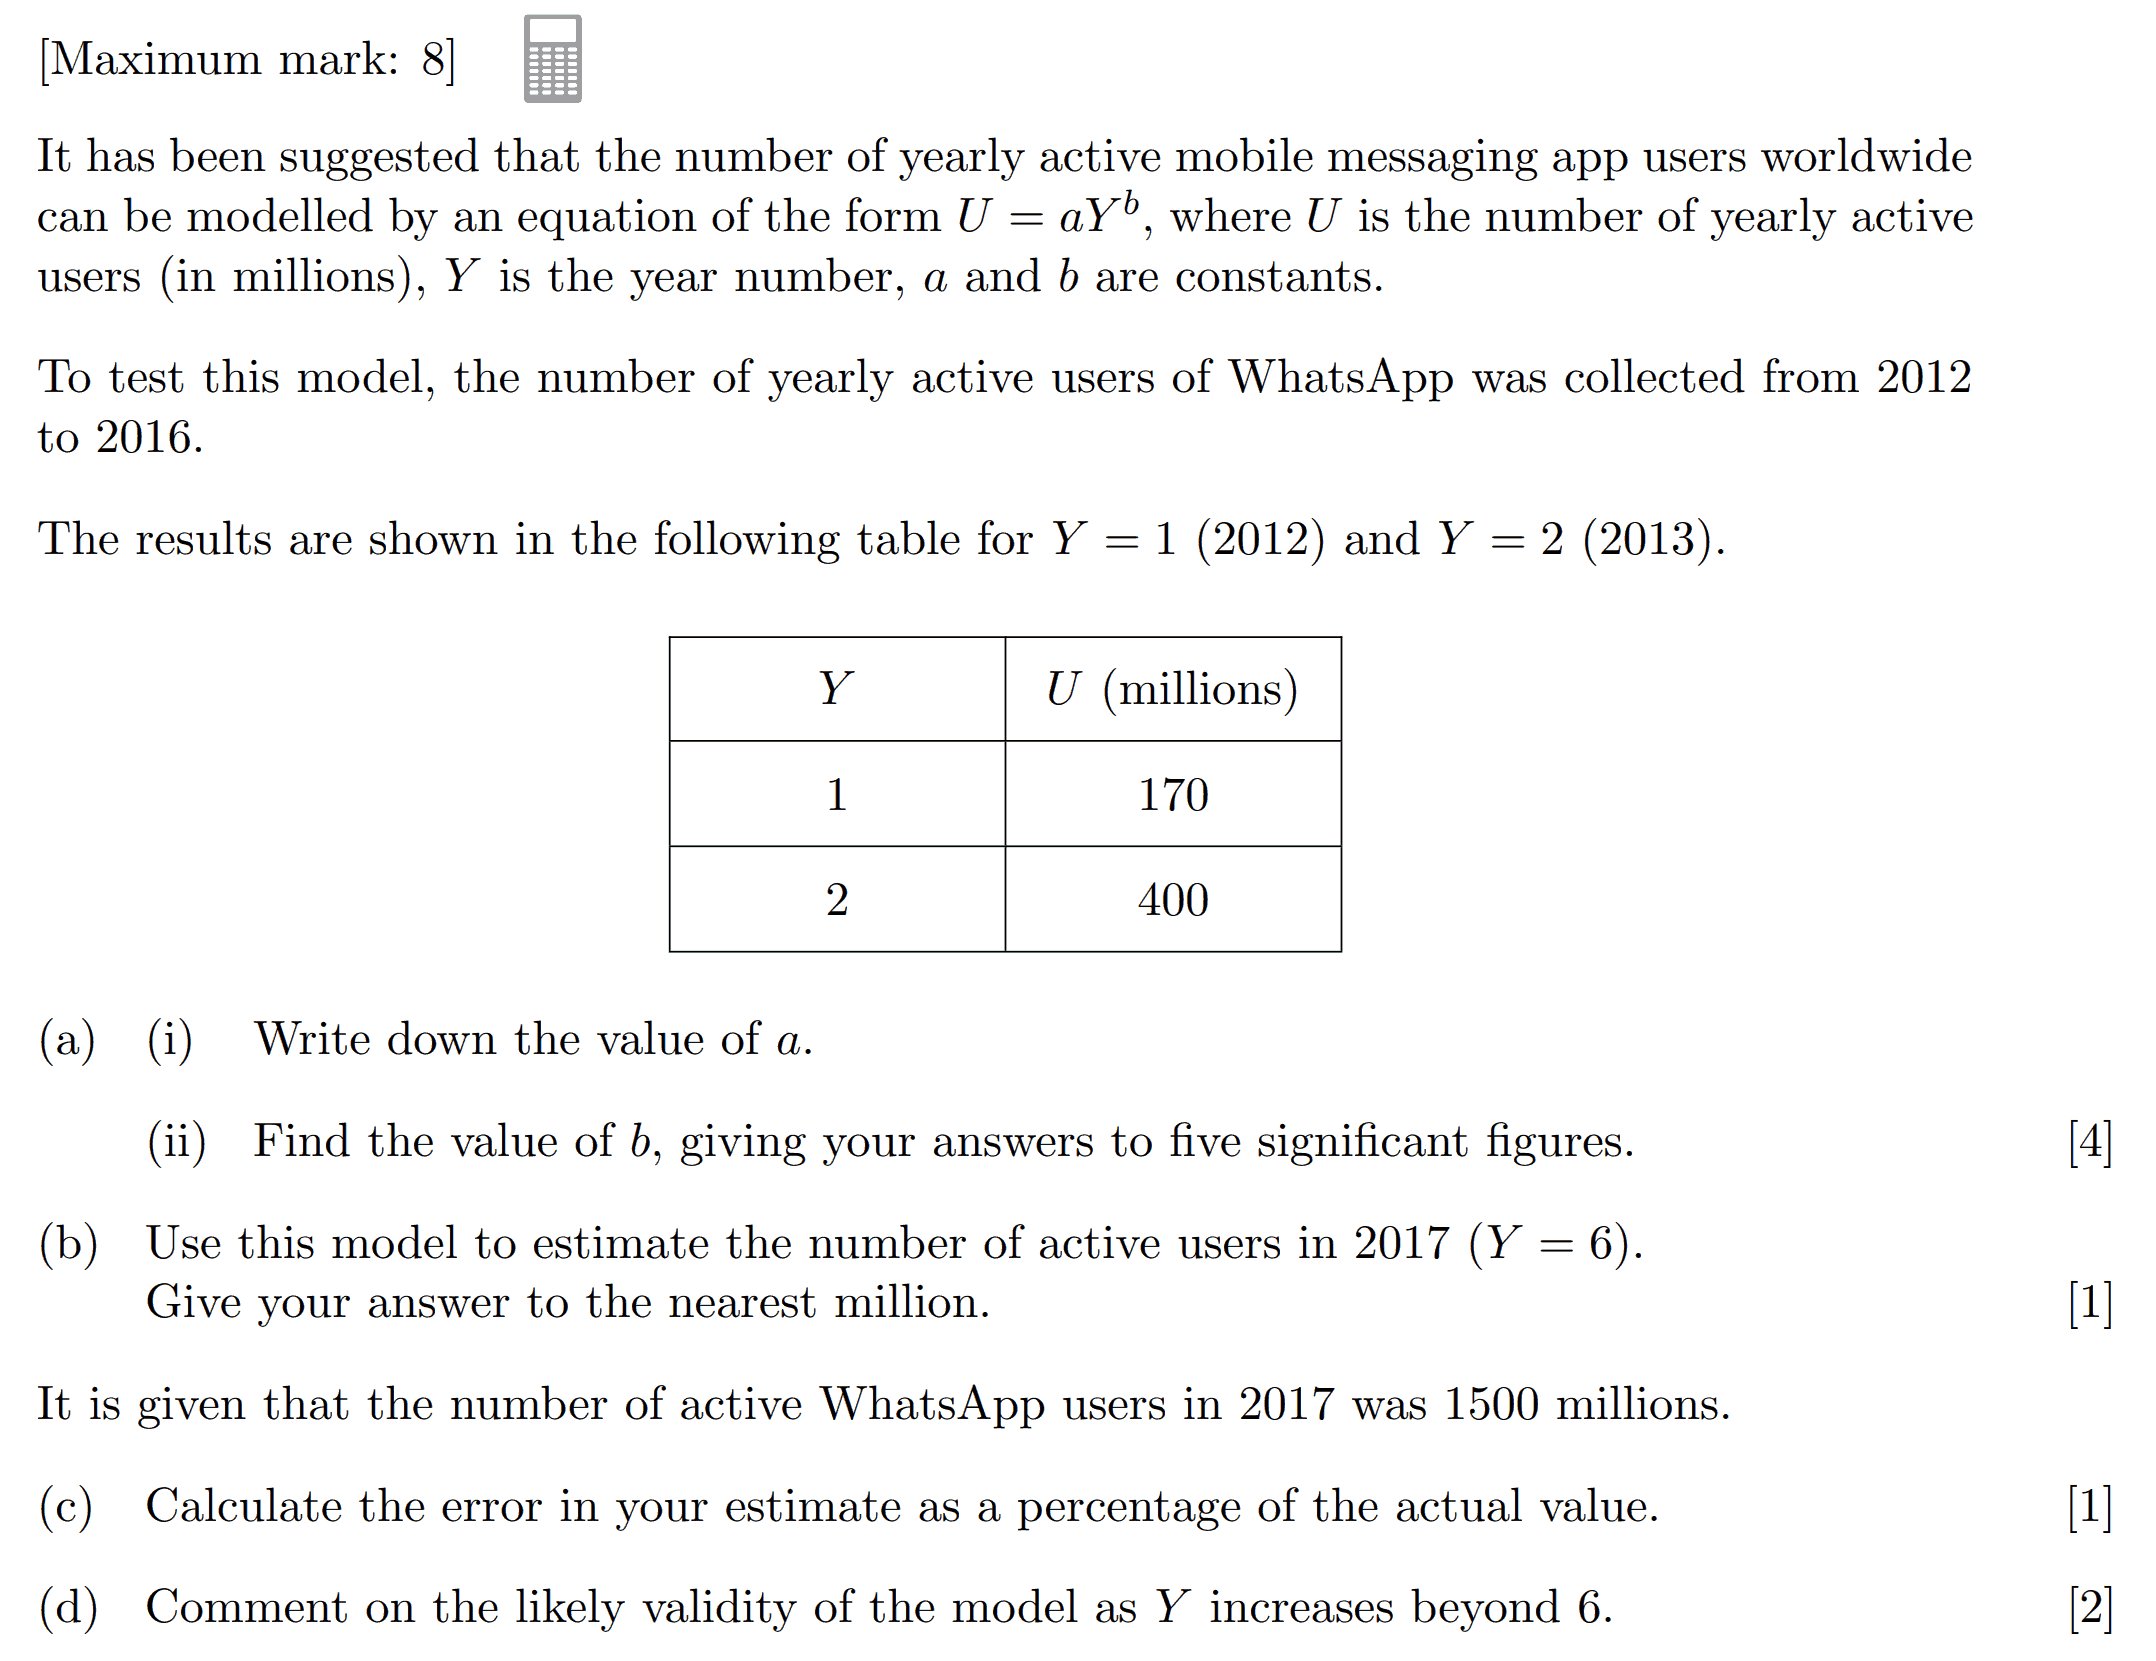 [Maximum mark: 8]
It has been suggested that the number of yearly active mobile messaging app users worldwide
can be modelled by an equation of the form U = aY^b, where U is the number of yearly active
users (in millions), Y is the year number, a and b are constants.
To test this model, the number of yearly active users of WhatsApp was collected from 2012
to 2016.
The results are shown in the following table for Y = 1 (2012) and Y = 2 (2013).
Y U (millions)
1 170
2 400
(a) (i) Write down the value of a.
(ii) Find the value of b, giving your answers to five significant figures. [4]
(b) Use this model to estimate the number of active users in 2017 (Y = 6).
Give your answer to the nearest million. [1]
It is given that the number of active WhatsApp users in 2017 was 1500 millions.
(c) Calculate the error in your estimate as a percentage of the actual value. [1]
(d) Comment on the likely validity of the model as Y increases beyond 6. [2]